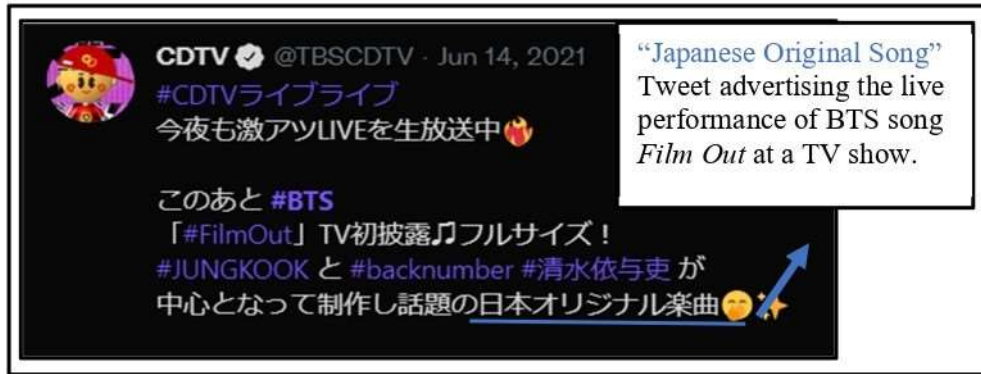 CDTV @TBSCDTV · Jun 14, 2021
#CDTVライブライブ
今夜も激アツLIVEを生放送中🔥
このあと #BTS
「#FilmOut」TV初披露♫フルサイズ！
#JUNGKOOK と #backnumber #清水依与吏 が
中心となって制作し話題の日本オリジナル楽曲🤭✨
“Japanese Original Song”
Tweet advertising the live
performance of BTS song
Film Out at a TV show.